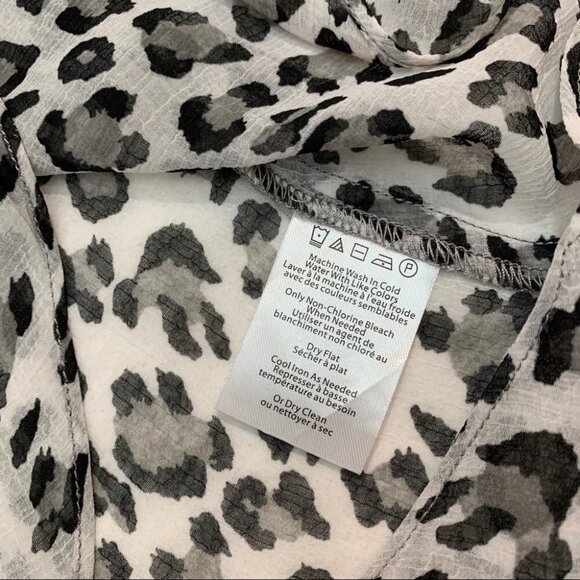 P
Machine Wash In Cold
Water With Like Colors
Laver à la machine à l'eau froide
avec des couleurs semblables
Only Non-Chlorine Bleach
When Needed
Utiliser un agent de
blanchiment non chloré au
Dry Flat
Sécher à plat
Cool Iron As Needed
Represser à basse
température au besoin
Or Dry Clean
ou nettoyer à sec